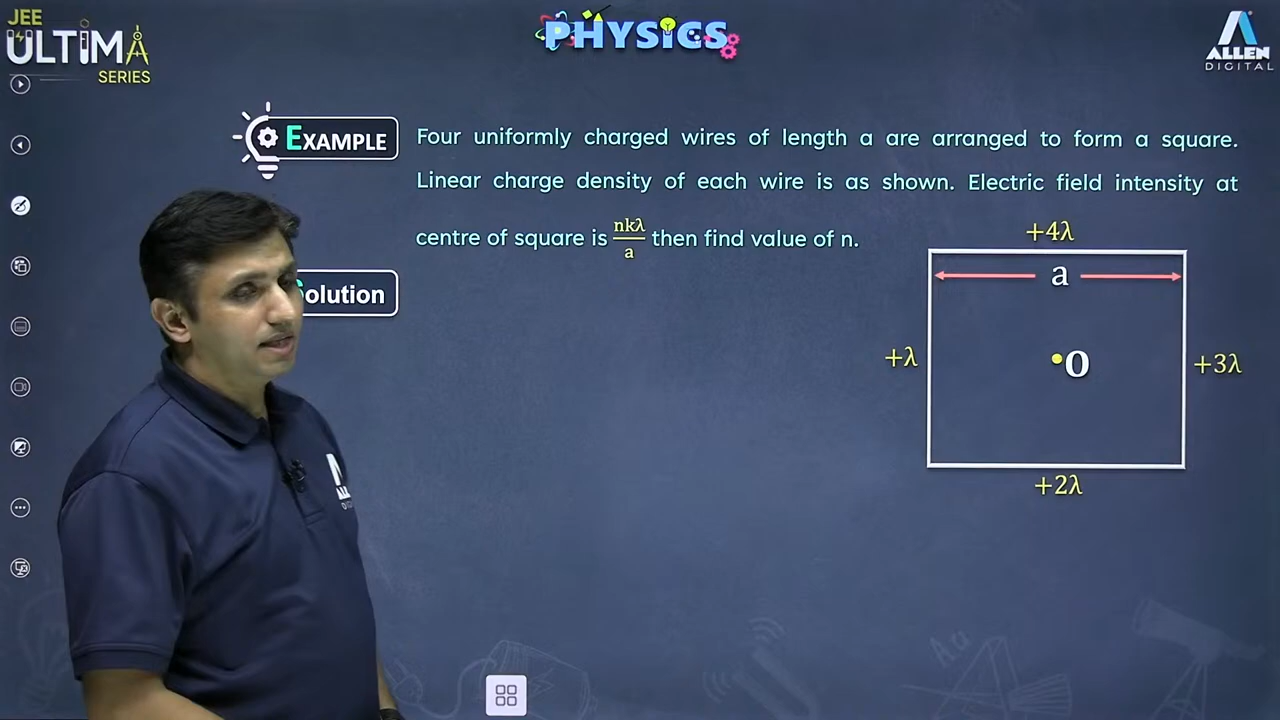 JEE
ULTIMA
SERIES
PHYSICS
ALLEN
DIGITAL
EXAMPLE
Four uniformly charged wires of length a are arranged to form a square.
Linear charge density of each wire is as shown. Electric field intensity at
centre of square is nkλ/a then find value of n.
+4λ
a
olution
+λ
•O
+3λ
+2λ
Au